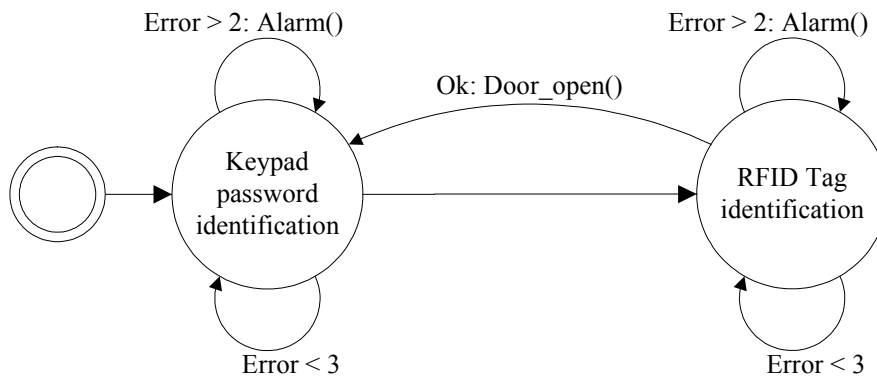 Error > 2: Alarm()
Error > 2: Alarm()
Ok: Door_open()
Keypad
password
identification
RFID Tag
identification
Error < 3
Error < 3